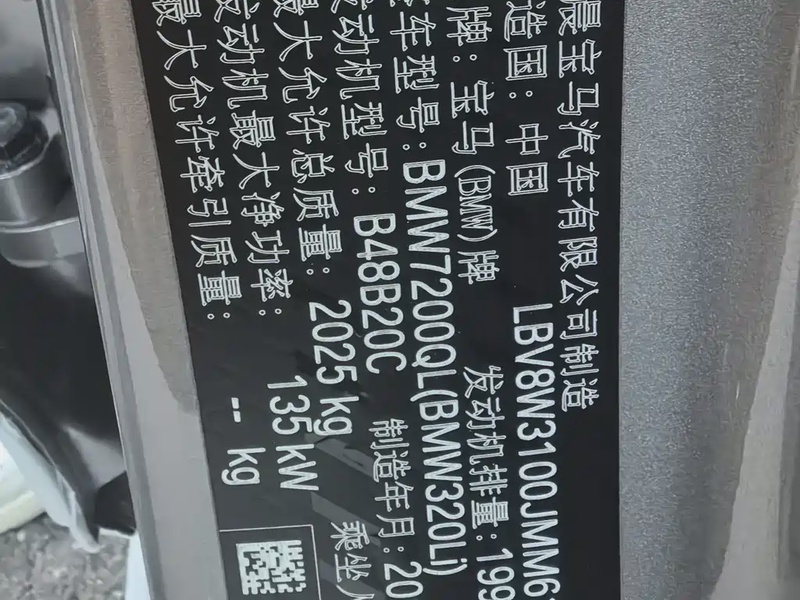 晨宝马汽车有限公司制造
造国：中国 LBV8W3100JMM6
牌：宝马(BMW)牌 发动机排量：199
车型号：BMW7200QL(BMW320Li)
发动机型号：B48B20C 制造年月：20
最大允许总质量：2025 kg 乘坐人
发动机最大净功率：135 kW
最大允许牵引质量：-- kg